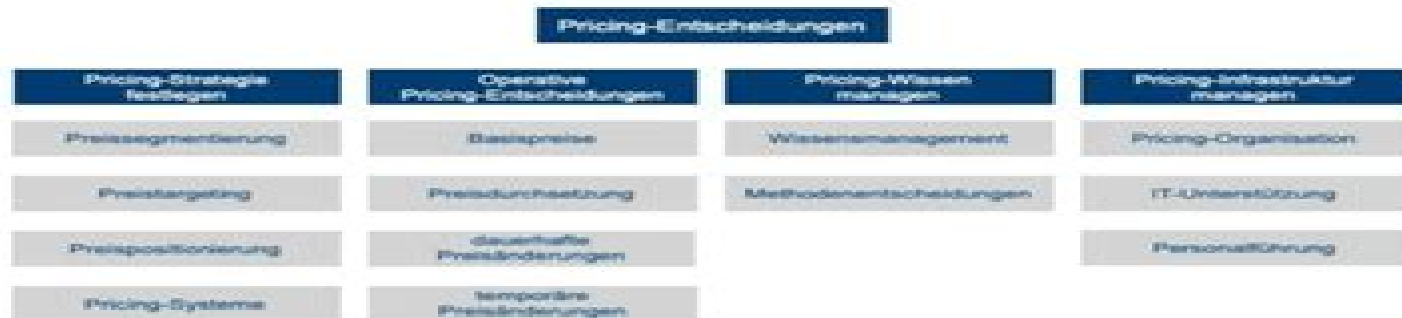 Pricing-Entscheidungen
Pricing-Strategie
festlegen
Operative
Pricing-Entscheidungen
Pricing-Wissen
managen
Pricing-Infrastruktur
managen
Preissegmentierung
Basispreise
Wissensmanagement
Pricing-Organisation
Preistargeting
Preisdurchsetzung
Methodenentscheidungen
IT-Unterstützung
Preispositionierung
dauerhafte
Preisänderungen
Personalführung
Pricing-Systeme
temporäre
Preisänderungen